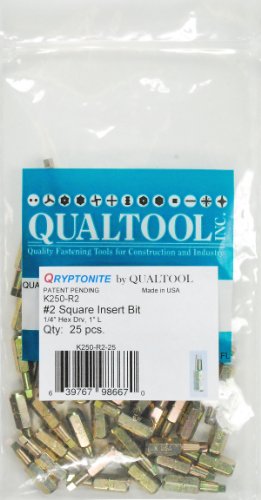 QUALTOOL INC.
Quality Fastening Tools for Construction and Industry
QRYPTONITE by QUALTOOL
PATENT PENDING Made in USA
K250-R2
#2 Square Insert Bit
1/4" Hex Drv, 1" L
Qty: 25 pcs.
K250-R2-25
6 39767 98667 0
FL